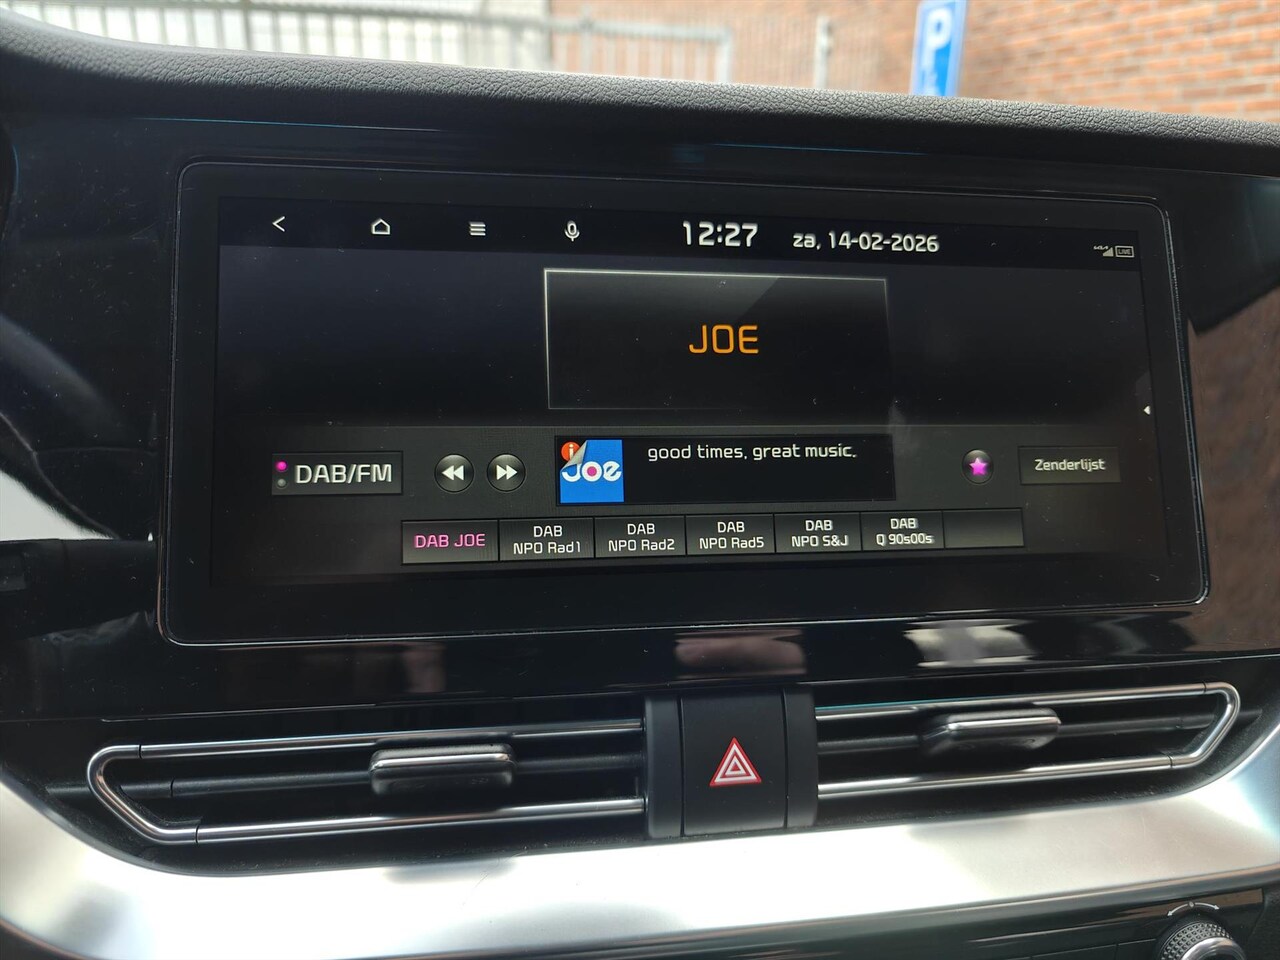 P
12:27 za, 14-02-2026
LIVE
JOE
DAB/FM
i
Joe
good times, great music.
Zenderlijst
DAB JOE
DAB
NPO Rad1
DAB
NPO Rad2
DAB
NPO Rad5
DAB
NPO S&J
DAB
Q 90s00s